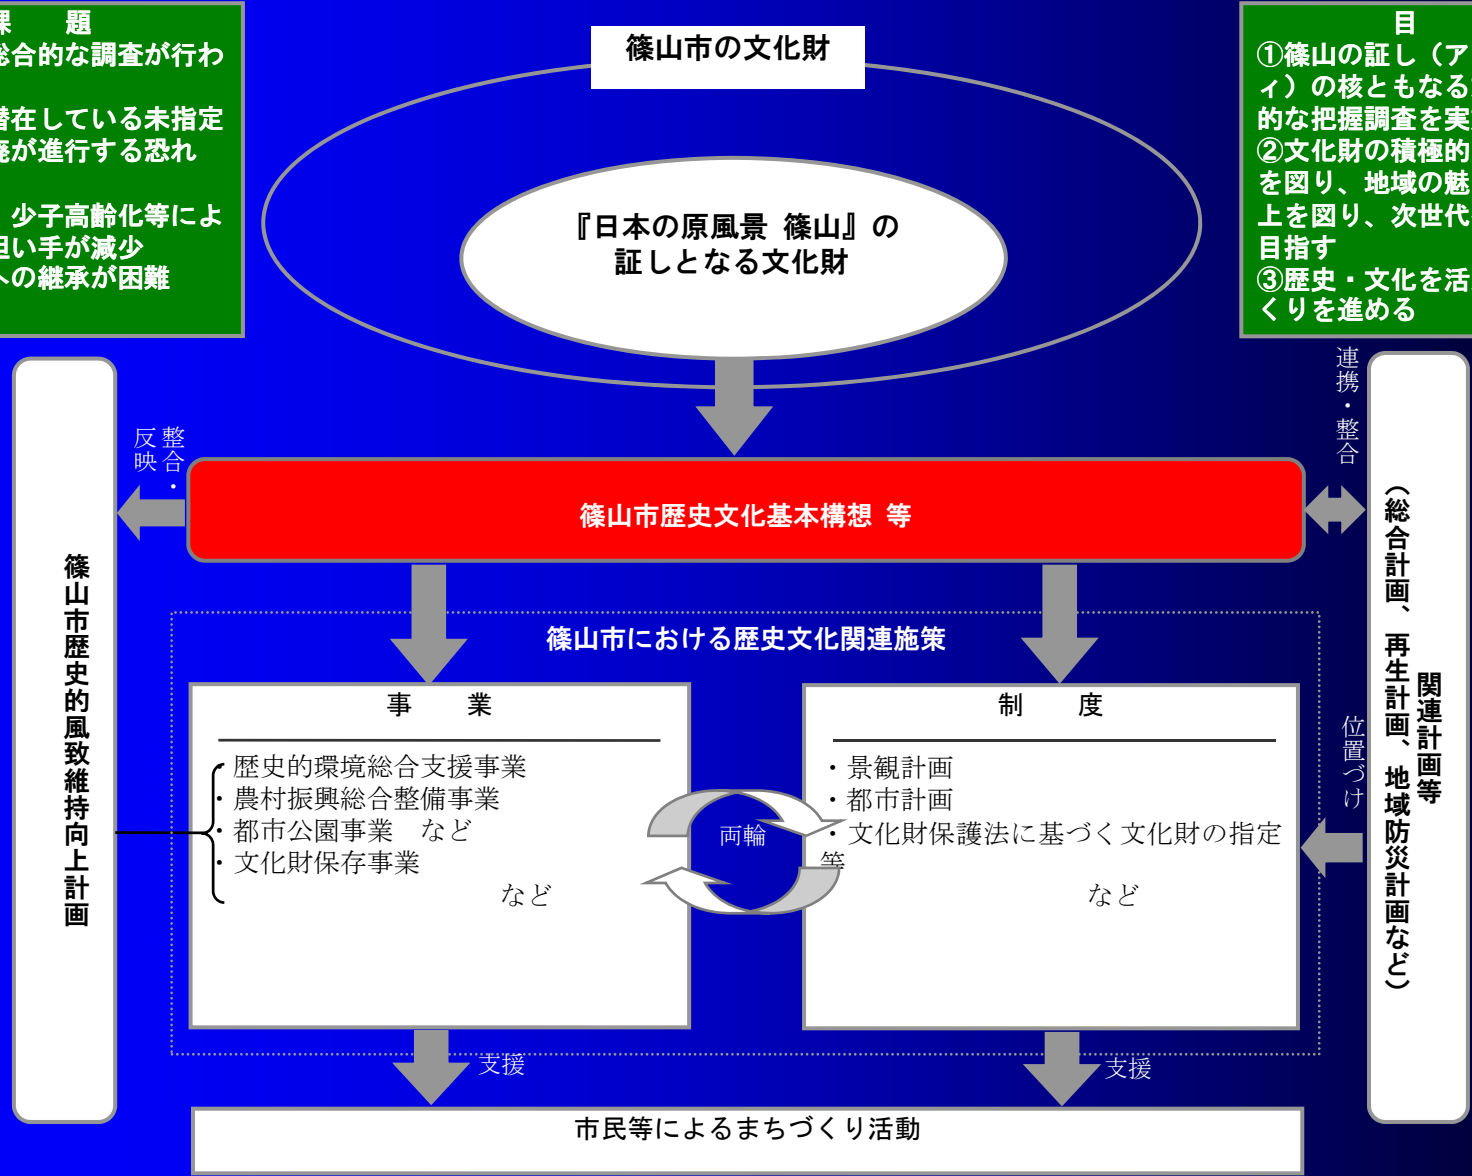 課　題
総合的な調査が行わ
潜在している未指定
廃が進行する恐れ
少子高齢化等によ
担い手が減少
への継承が困難
篠山市の文化財
『日本の原風景 篠山』の
証しとなる文化財
目
①篠山の証し（ア
ィ）の核ともなる
的な把握調査を実
②文化財の積極的
を図り、地域の魅
上を図り、次世代
目指す
③歴史・文化を活
くりを進める
整合・
反映
連携・整合
篠山市歴史文化基本構想 等
篠山市歴史的風致維持向上計画
関連計画等
（総合計画、再生計画、地域防災計画など）
篠山市における歴史文化関連施策
事　業
・歴史的環境総合支援事業
・農村振興総合整備事業
・都市公園事業　など
・文化財保存事業
など
両輪
制　度
・景観計画
・都市計画
・文化財保護法に基づく文化財の指定
等
など
位置づけ
支援
支援
市民等によるまちづくり活動